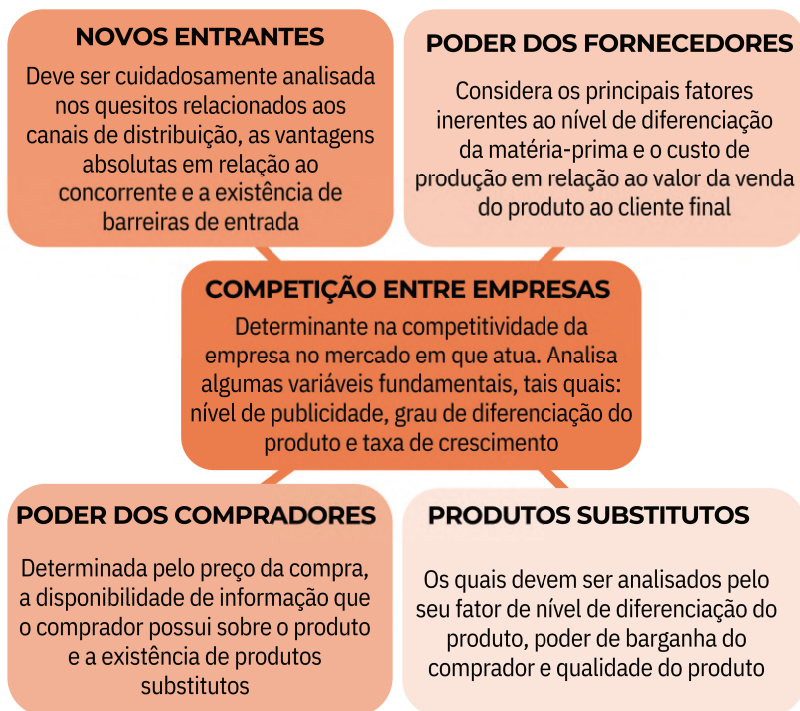 NOVOS ENTRANTES
Deve ser cuidadosamente analisada
nos quesitos relacionados aos
canais de distribuição, as vantagens
absolutas em relação ao
concorrente e a existência de
barreiras de entrada
PODER DOS FORNECEDORES
Considera os principais fatores
inerentes ao nível de diferenciação
da matéria-prima e o custo de
produção em relação ao valor da venda
do produto ao cliente final
COMPETIÇÃO ENTRE EMPRESAS
Determinante na competitividade da
empresa no mercado em que atua. Analisa
algumas variáveis fundamentais, tais quais:
nível de publicidade, grau de diferenciação do
produto e taxa de crescimento
PODER DOS COMPRADORES
Determinada pelo preço da compra,
a disponibilidade de informação que
o comprador possui sobre o produto
e a existência de produtos
substitutos
PRODUTOS SUBSTITUTOS
Os quais devem ser analisados pelo
seu fator de nível de diferenciação do
produto, poder de barganha do
comprador e qualidade do produto